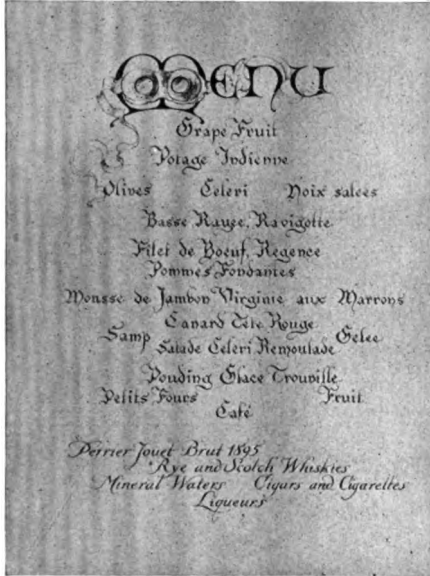 Menu
Grape Fruit
Potage Indienne
Olives Celeri Noix salees
Basse Rayee, Ravigotte
Filet de Boeuf, Regence
Pommes Fondantes
Mousse de Jambon Virginie aux Marrons
Canard Tete Rouge
Samp Gelee
Salade Celeri Remoulade
Pouding Glace Trouville
Petits Fours Fruit
Café
Perrier Jouet Brut 1895
Rye and Scotch Whiskies
Mineral Waters Cigars and Cigarettes
Liqueurs